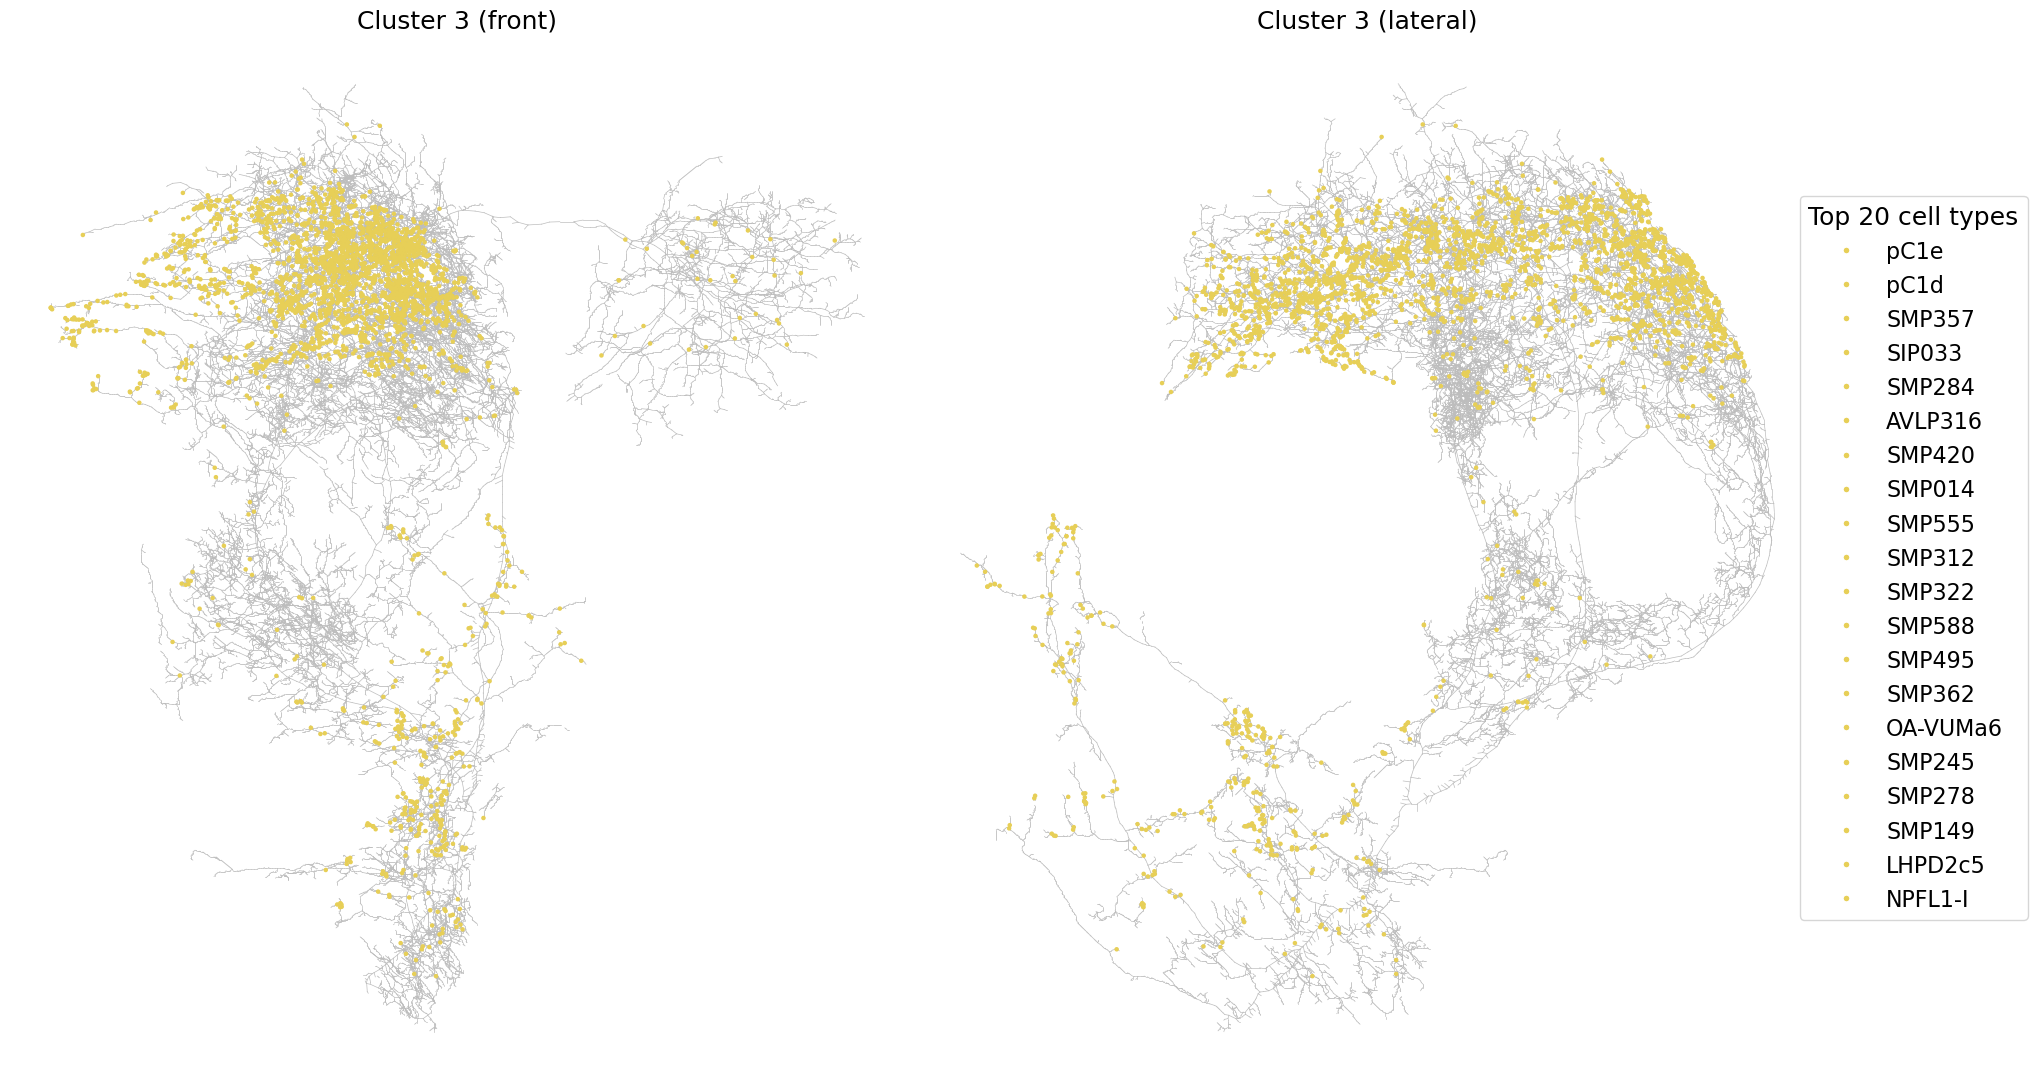 Cluster 3 (front)
Cluster 3 (lateral)
Top 20 cell types
pC1e
pC1d
SMP357
SIP033
SMP284
AVLP316
SMP420
SMP014
SMP555
SMP312
SMP322
SMP588
SMP495
SMP362
OA-VUMa6
SMP245
SMP278
SMP149
LHPD2c5
NPFL1-I